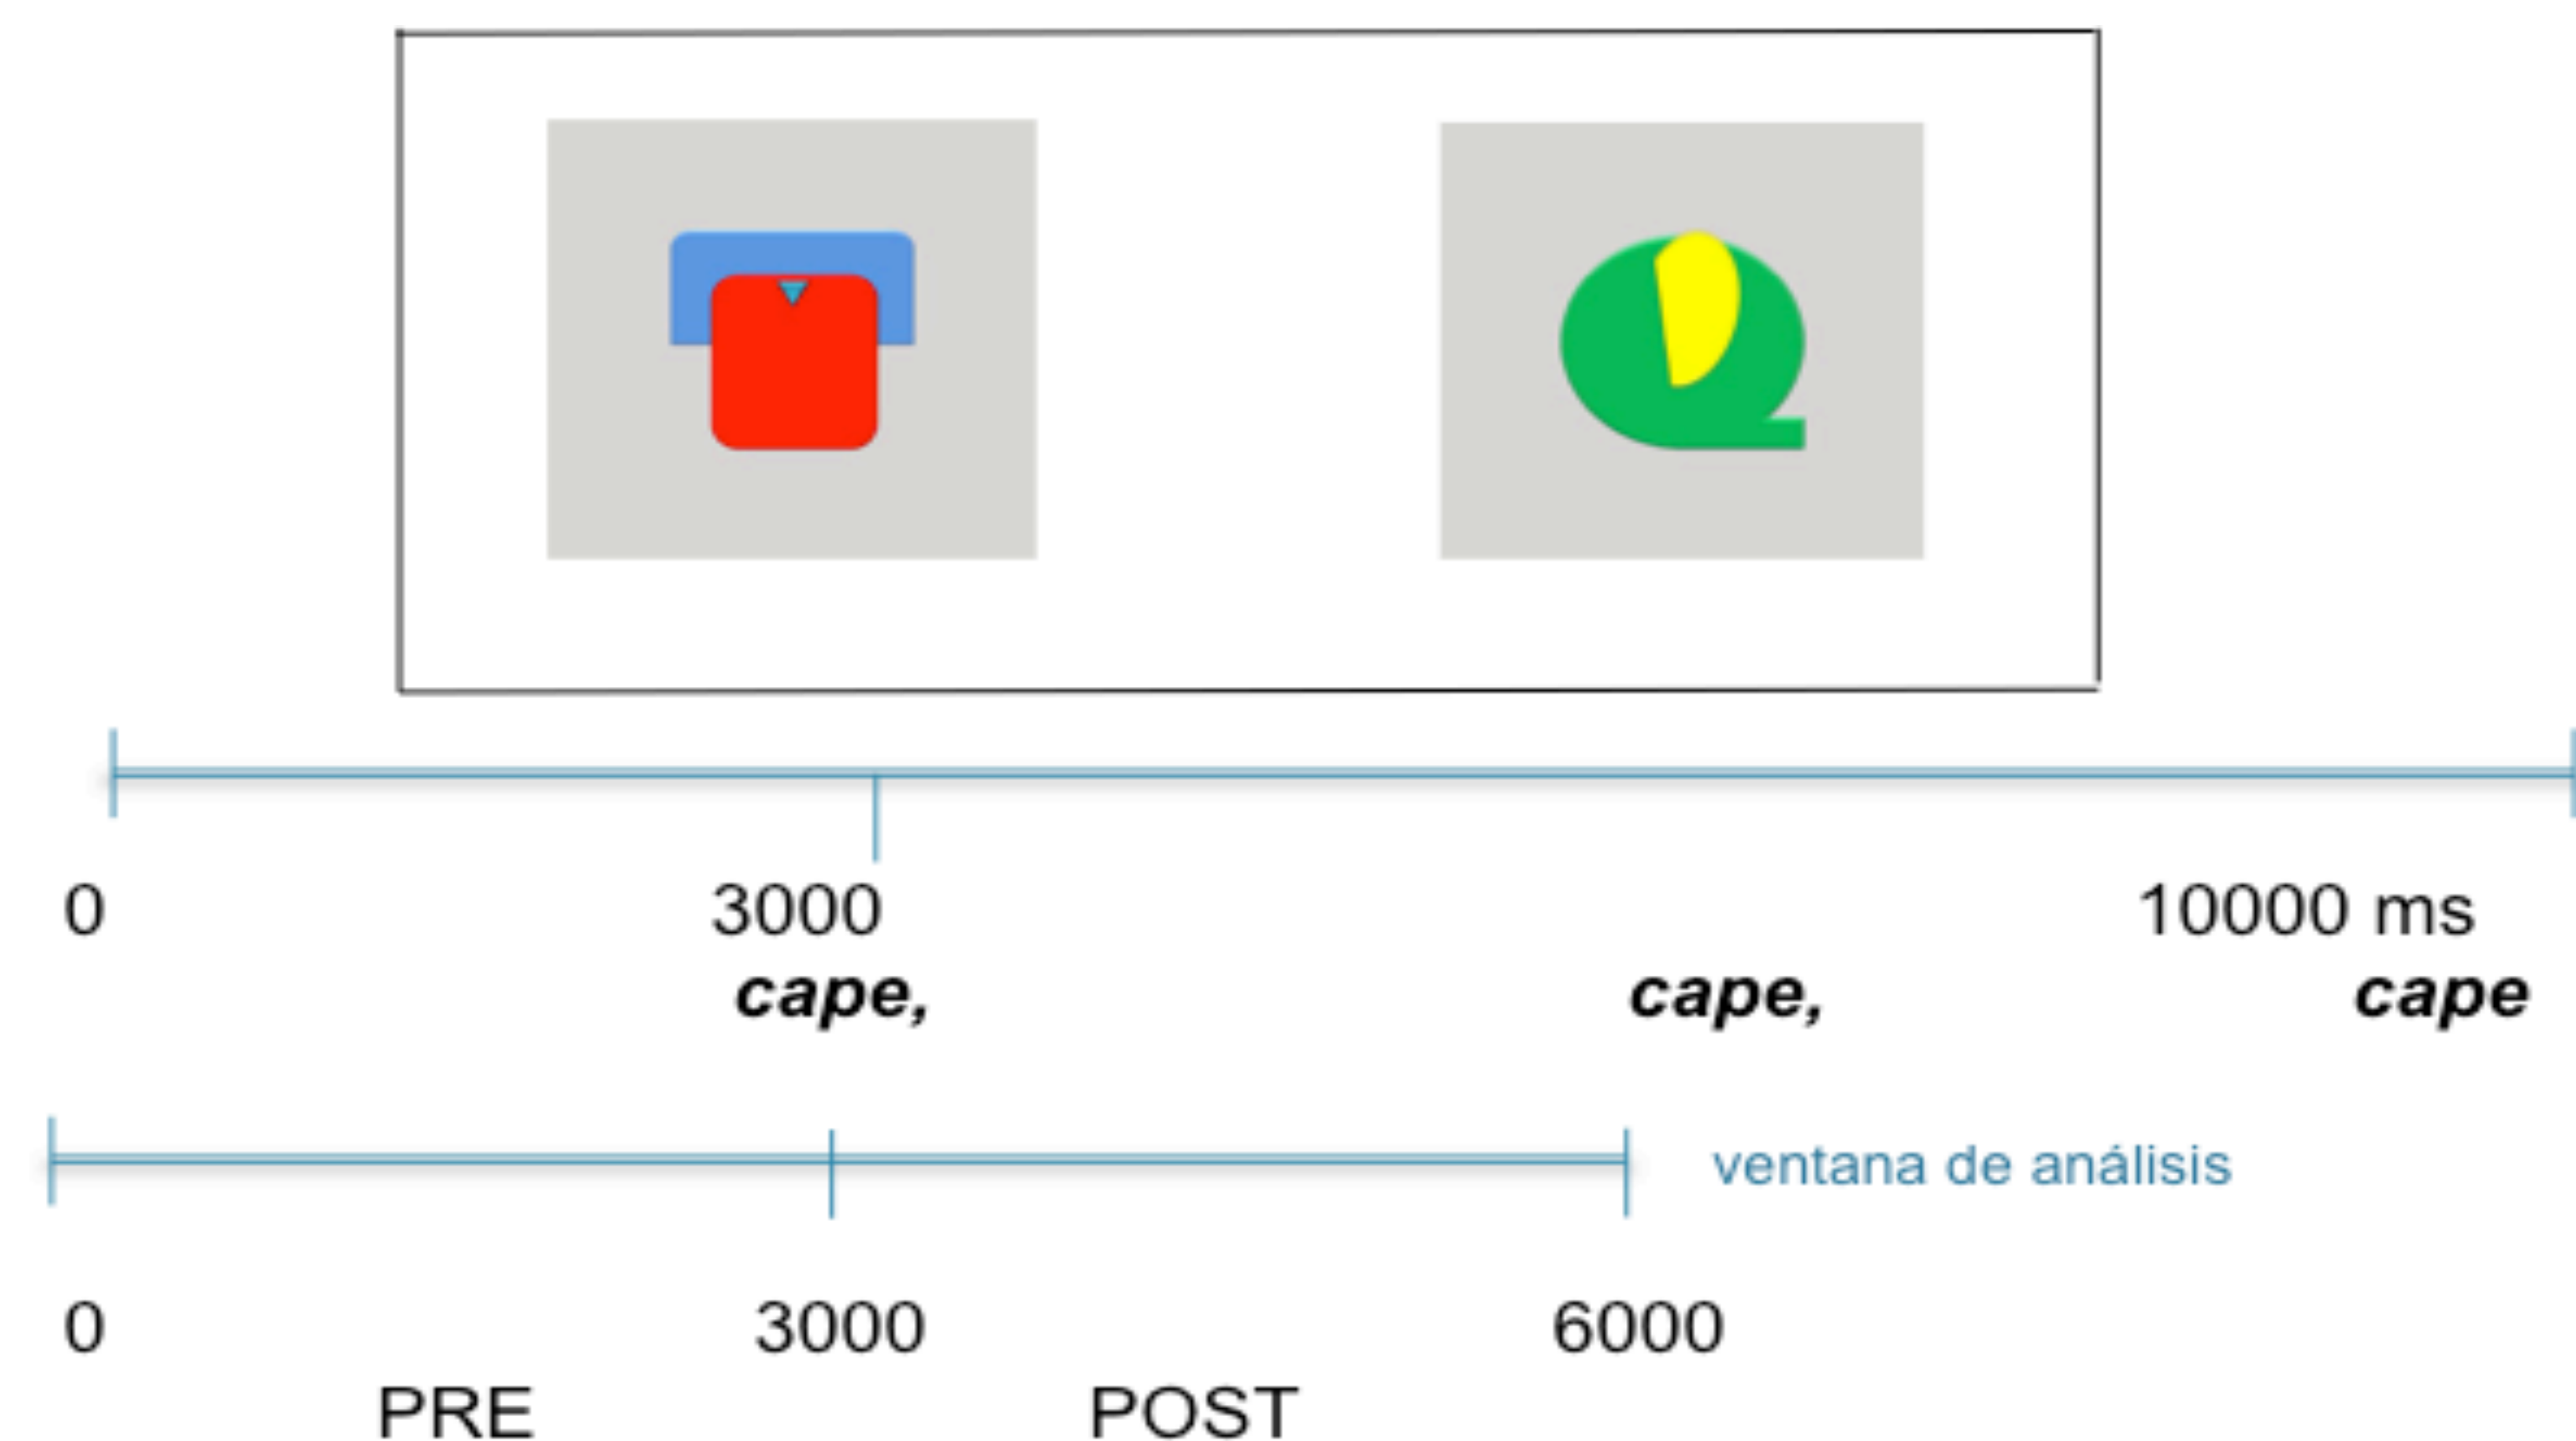 0 3000 10000 ms
cape, cape, cape
ventana de análisis
0 3000 6000
PRE POST